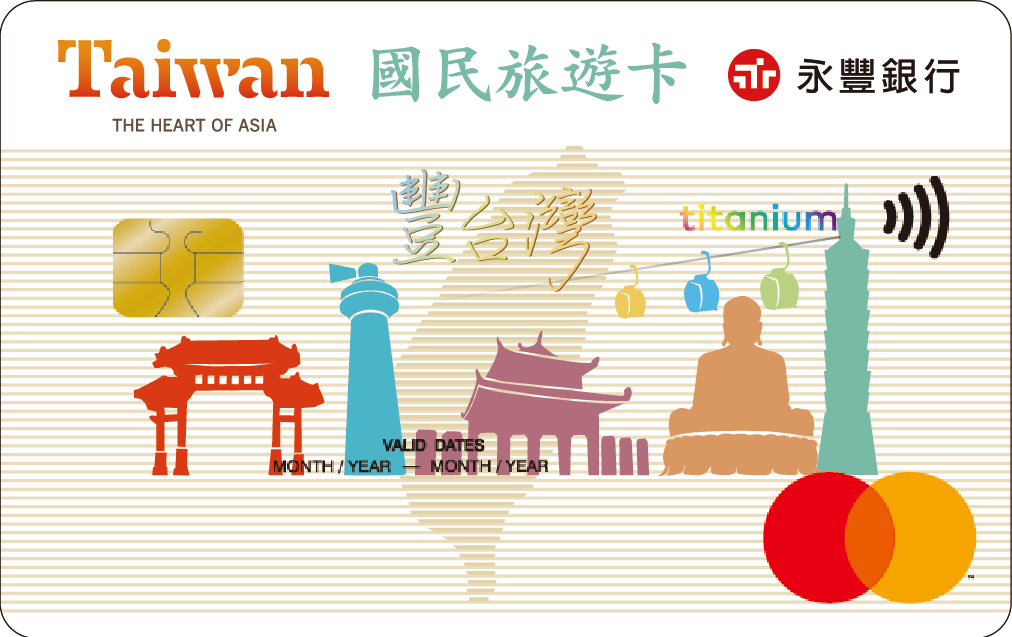 Taiwan 國民旅遊卡 永豐銀行
THE HEART OF ASIA
豐台灣
titanium
VALID DATES
MONTH / YEAR — MONTH / YEAR